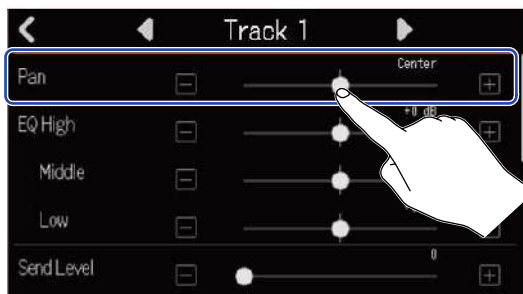 Track 1
Pan Center
EQ High +0 dB
Middle
Low
Send Level 0